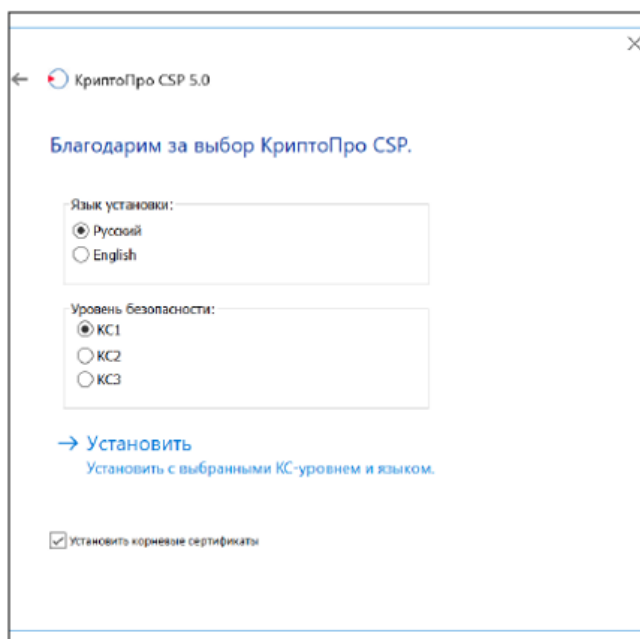 КриптоПро CSP 5.0
Благодарим за выбор КриптоПро CSP.
Язык установки:
Русский
English
Уровень безопасности:
КС1
КС2
КС3
Установить
Установить с выбранными КС-уровнем и языком.
Установить корневые сертификаты